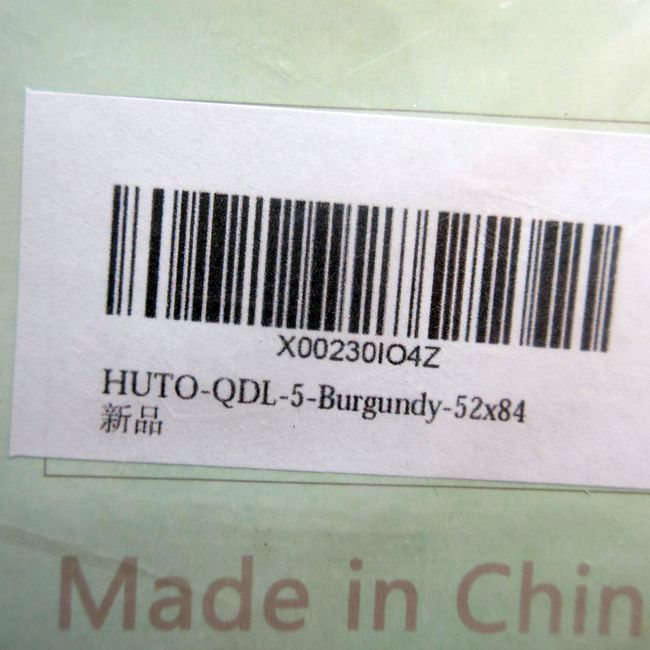 X00230IO4Z
HUTO-QDL-5-Burgundy-52x84
新品
Made in Chin